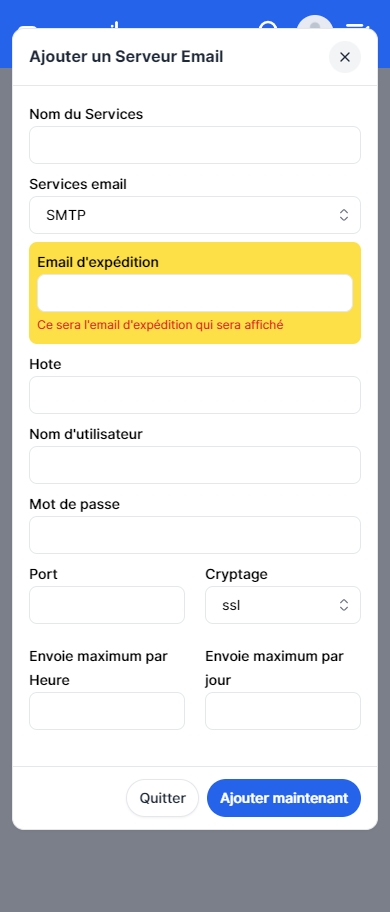 Ajouter un Serveur Email
Nom du Services
Services email
SMTP
Email d'expédition
Ce sera l'email d'expédition qui sera affiché
Hote
Nom d'utilisateur
Mot de passe
Port
Cryptage
ssl
Envoie maximum par
Heure
Envoie maximum par
jour
Quitter
Ajouter maintenant